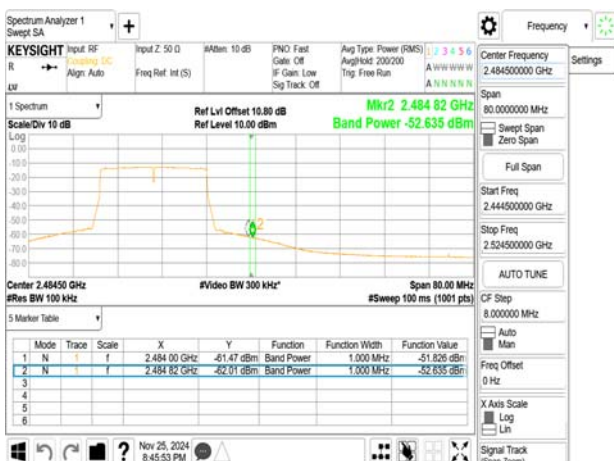 Spectrum Analyzer 1
Swept SA
+
Frequency
KEYSIGHT
Input: RF
Coupling: DC
Align: Auto
Input Z: 50 Ω
Freq Ref: Int (S)
#Atten: 10 dB
PNO: Fast
Gate: Off
IF Gain: Low
Sig Track: Off
Avg Type: Power (RMS)
Avg|Hold: 200/200
Trig: Free Run
1 2 3 4 5 6
A W W W W W
A N N N N N
R
LXI
1 Spectrum
Scale/Div 10 dB
Ref Lvl Offset 10.80 dB
Ref Level 10.00 dBm
Mkr2 2.484 82 GHz
Band Power -52.635 dBm
Log
0.00
-10.0
-20.0
-30.0
-40.0
-50.0
-60.0
-70.0
-80.0
2
Center 2.48450 GHz
#Res BW 100 kHz
#Video BW 300 kHz*
Span 80.00 MHz
#Sweep 100 ms (1001 pts)
5 Marker Table
Mode Trace Scale X Y Function Function Width Function Value
1 N 1 f 2.484 00 GHz -61.47 dBm Band Power 1.000 MHz -51.826 dBm
2 N 1 f 2.484 82 GHz -62.01 dBm Band Power 1.000 MHz -52.635 dBm
3
4
5
6
?
Nov 25, 2024
8:45:53 PM
Settings
Center Frequency
2.484500000 GHz
Span
80.0000000 MHz
Swept Span
Zero Span
Full Span
Start Freq
2.444500000 GHz
Stop Freq
2.524500000 GHz
AUTO TUNE
CF Step
8.000000 MHz
Auto
Man
Freq Offset
0 Hz
X Axis Scale
Log
Lin
Signal Track
(Span Zoom)